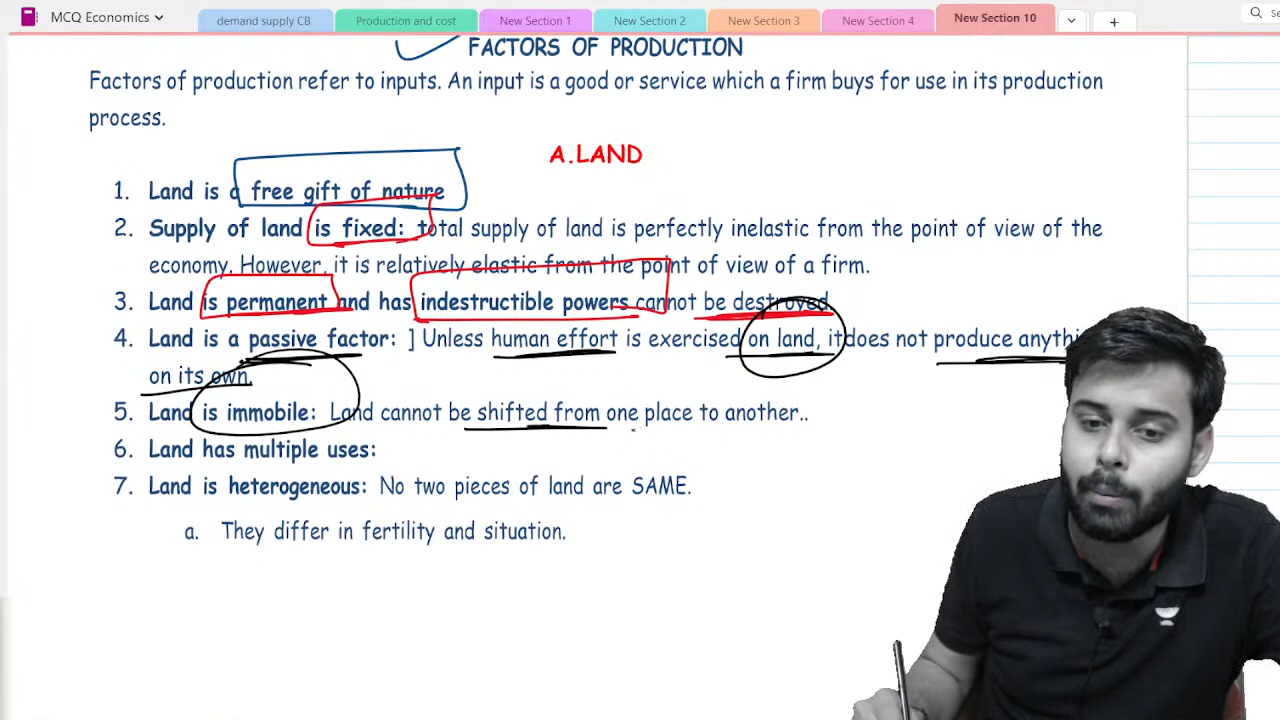 MCQ Economics
demand supply CB
Production and cost
New Section 1
New Section 2
New Section 3
New Section 4
New Section 10
FACTORS OF PRODUCTION
Factors of production refer to inputs. An input is a good or service which a firm buys for use in its production
process.
A.LAND
1. Land is a free gift of nature
2. Supply of land is fixed: total supply of land is perfectly inelastic from the point of view of the
economy. However, it is relatively elastic from the point of view of a firm.
3. Land is permanent and has indestructible powers cannot be destroyed
4. Land is a passive factor: ] Unless human effort is exercised on land, it does not produce
on its own.
5. Land is immobile: Land cannot be shifted from one place to another..
6. Land has multiple uses:
7. Land is heterogeneous: No two pieces of land are SAME.
a. They differ in fertility and situation.